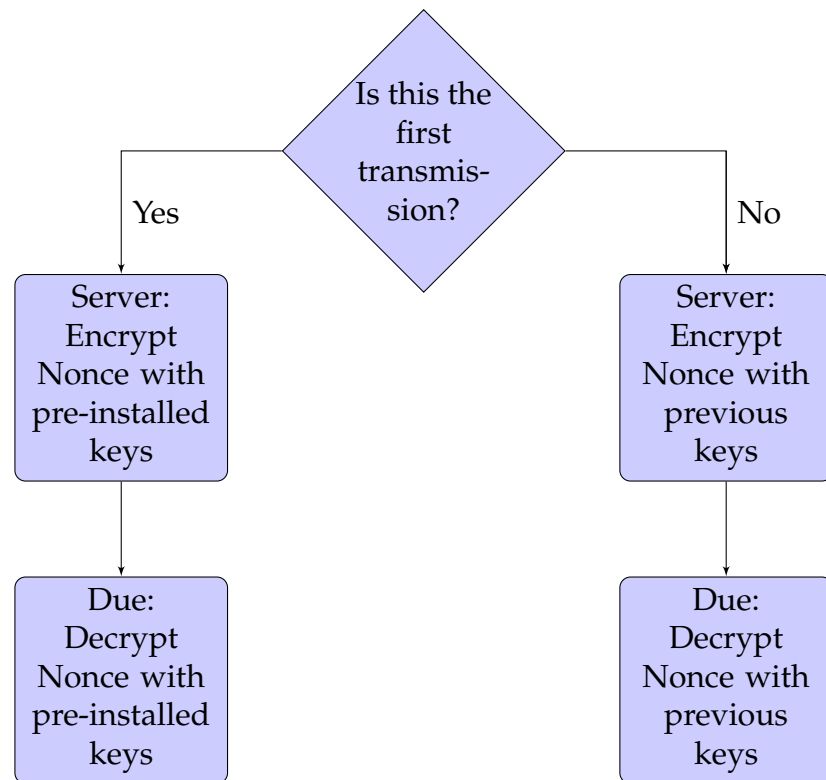 Is this the
first
transmis-
sion?
Yes
No
Server:
Encrypt
Nonce with
pre-installed
keys
Server:
Encrypt
Nonce with
previous
keys
Due:
Decrypt
Nonce with
pre-installed
keys
Due:
Decrypt
Nonce with
previous
keys